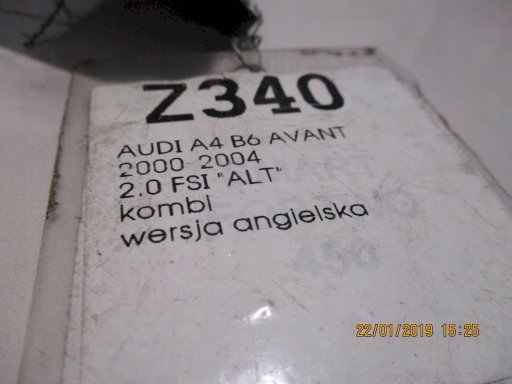 Z340
AUDI A4 B6 AVANT
2000-2004
2.0 FSI "ALT"
kombi
wersja angielska
450
22/01/2019 15:25